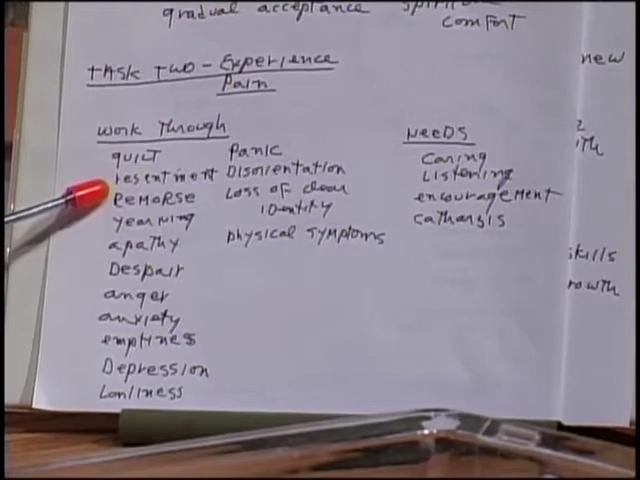 gradual acceptance
comfort
new
Task Two - Experience
Pain
Work Through
guilt
resentment
Remorse
yearning
apathy
Despair
anger
anxiety
emptiness
Depression
Lonliness
Panic
Disorientation
Loss of clear
identity
physical symptoms
Needs
Caring
Listening
encouragement
catharsis
skills